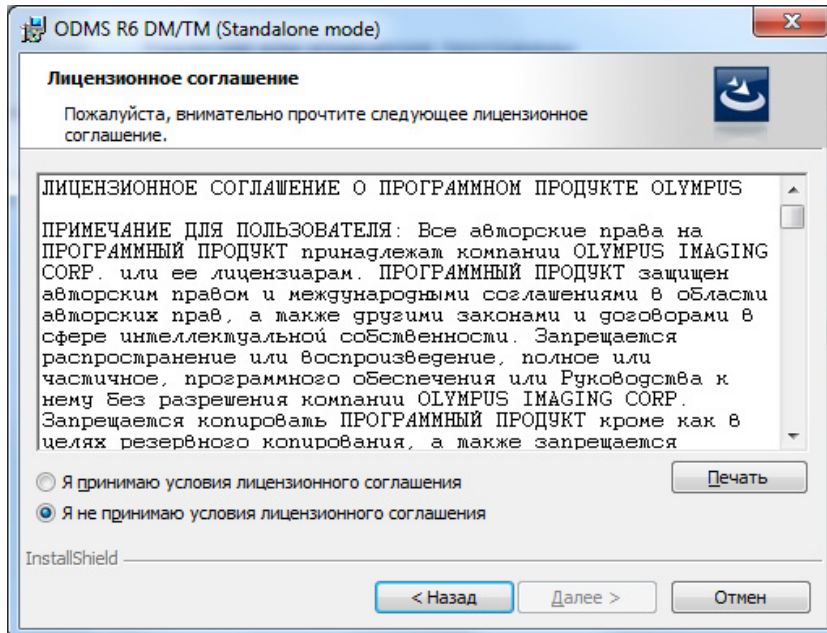 ODMS R6 DM/TM (Standalone mode)
Лицензионное соглашение
Пожалуйста, внимательно прочтите следующее лицензионное
соглашение.
ЛИЦЕНЗИОННОЕ СОГЛАШЕНИЕ О ПРОГРАММНОМ ПРОДУКТЕ OLYMPUS
ПРИМЕЧАНИЕ ДЛЯ ПОЛЬЗОВАТЕЛЯ: Все авторские права на
ПРОГРАММНЫЙ ПРОДУКТ принадлежат компании OLYMPUS IMAGING
CORP. или ее лицензиарам. ПРОГРАММНЫЙ ПРОДУКТ защищен
авторским правом и международными соглашениями в области
авторских прав, а также другими законами и договорами в
сфере интеллектуальной собственности. Запрещается
распространение или воспроизведение, полное или
частичное, программного обеспечения или Руководства к
нему без разрешения компании OLYMPUS IMAGING CORP.
Запрещается копировать ПРОГРАММНЫЙ ПРОДУКТ кроме как в
целях резервного копирования, а также запрещается
Я принимаю условия лицензионного соглашения
Печать
Я не принимаю условия лицензионного соглашения
InstallShield
< Назад
Далее >
Отмен